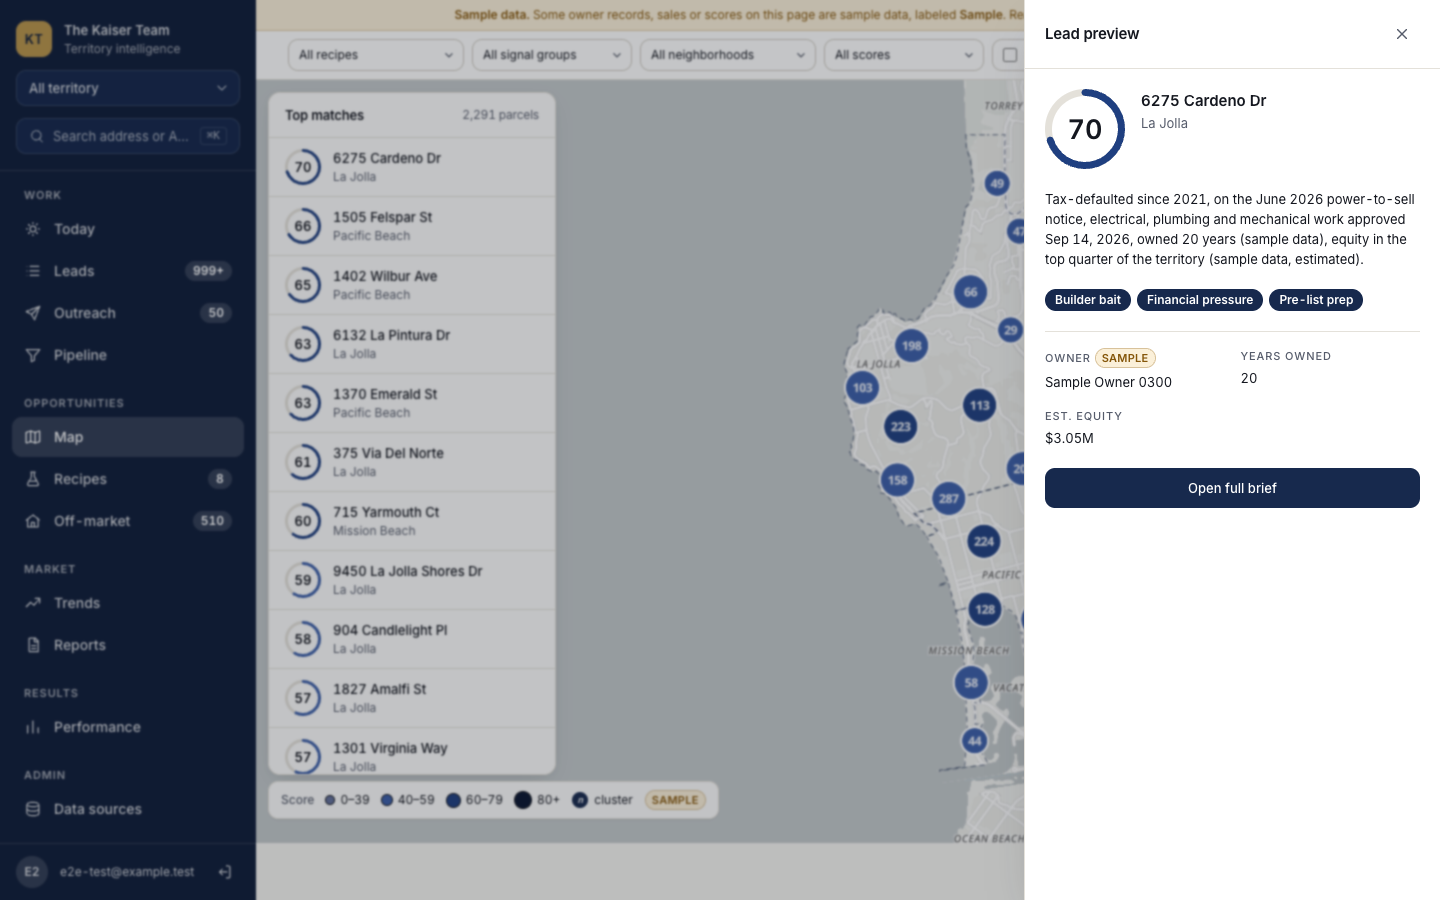 KT
The Kaiser Team
Territory intelligence
All territory
Search address or A...
⌘K
WORK
Today
Leads
999+
Outreach
50
Pipeline
OPPORTUNITIES
Map
Recipes
8
Off-market
510
MARKET
Trends
Reports
RESULTS
Performance
ADMIN
Data sources
E2
e2e-test@example.test
Sample data. Some owner records, sales or scores on this page are sample data, labeled Sample.
All recipes
All signal groups
All neighborhoods
All scores
Top matches
2,291 parcels
70
6275 Cardeno Dr
La Jolla
66
1505 Felspar St
Pacific Beach
65
1402 Wilbur Ave
Pacific Beach
63
6132 La Pintura Dr
La Jolla
63
1370 Emerald St
Pacific Beach
61
375 Via Del Norte
La Jolla
60
715 Yarmouth Ct
Mission Beach
59
9450 La Jolla Shores Dr
La Jolla
58
904 Candlelight Pl
La Jolla
57
1827 Amalfi St
La Jolla
57
1301 Virginia Way
La Jolla
Score
0–39
40–59
60–79
80+
n
cluster
SAMPLE
TORREY
49
66
29
198
LA JOLLA
103
113
223
158
287
224
PACIFIC
128
MISSION BEACH
58
44
OCEAN BEACH
Lead preview
70
6275 Cardeno Dr
La Jolla
Tax-defaulted since 2021, on the June 2026 power-to-sell
notice, electrical, plumbing and mechanical work approved
Sep 14, 2026, owned 20 years (sample data), equity in the
top quarter of the territory (sample data, estimated).
Builder bait
Financial pressure
Pre-list prep
OWNER
SAMPLE
Sample Owner 0300
YEARS OWNED
20
EST. EQUITY
$3.05M
Open full brief